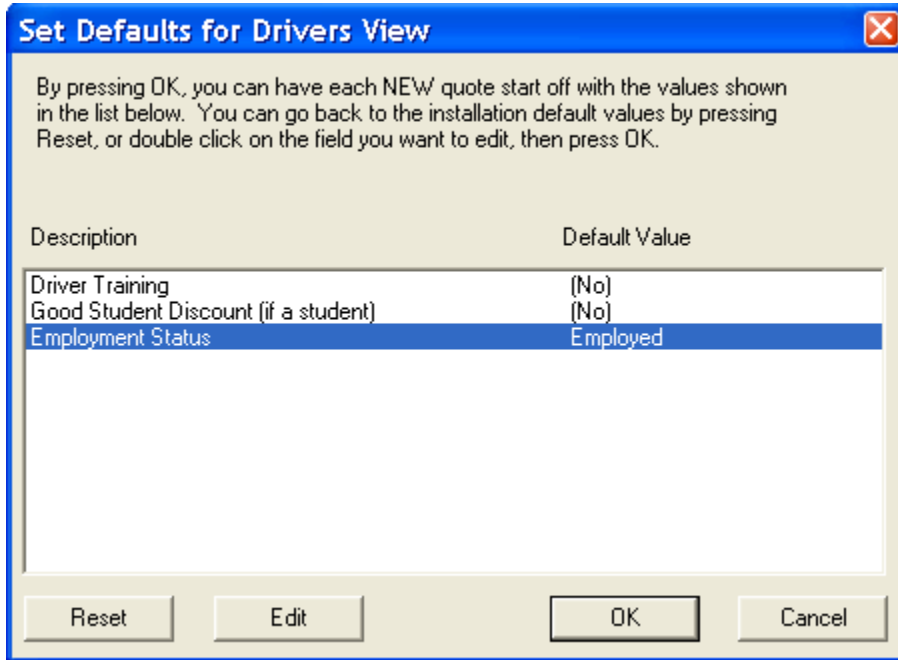 Set Defaults for Drivers View
By pressing OK, you can have each NEW quote start off with the values shown
in the list below.  You can go back to the installation default values by pressing
Reset, or double click on the field you want to edit, then press OK.
Description Default Value
Driver Training (No)
Good Student Discount (if a student) (No)
Employment Status Employed
Reset Edit OK Cancel